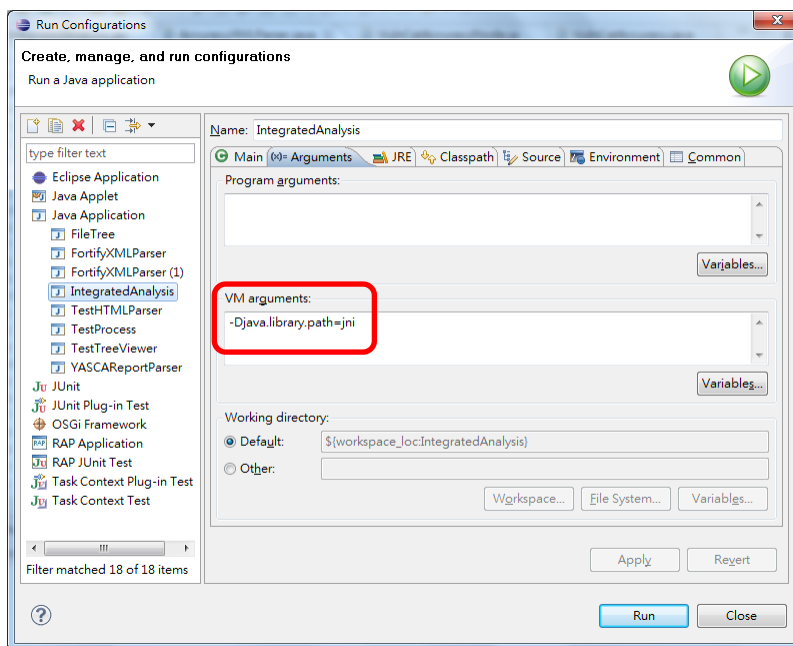 Run Configurations
Create, manage, and run configurations
Run a Java application
type filter text
Eclipse Application
Java Applet
Java Application
FileTree
FortifyXMLParser
FortifyXMLParser (1)
IntegratedAnalysis
TestHTMLParser
TestProcess
TestTreeViewer
YASCAReportParser
JUnit
JUnit Plug-in Test
OSGi Framework
RAP Application
RAP JUnit Test
Task Context Plug-in Test
Task Context Test
Filter matched 18 of 18 items
Name: IntegratedAnalysis
Main (x)= Arguments JRE Classpath Source Environment Common
Program arguments:
Variables...
VM arguments:
-Djava.library.path=jni
Variables...
Working directory:
Default: ${workspace_loc:IntegratedAnalysis}
Other:
Workspace... File System... Variables...
Apply Revert
Run Close